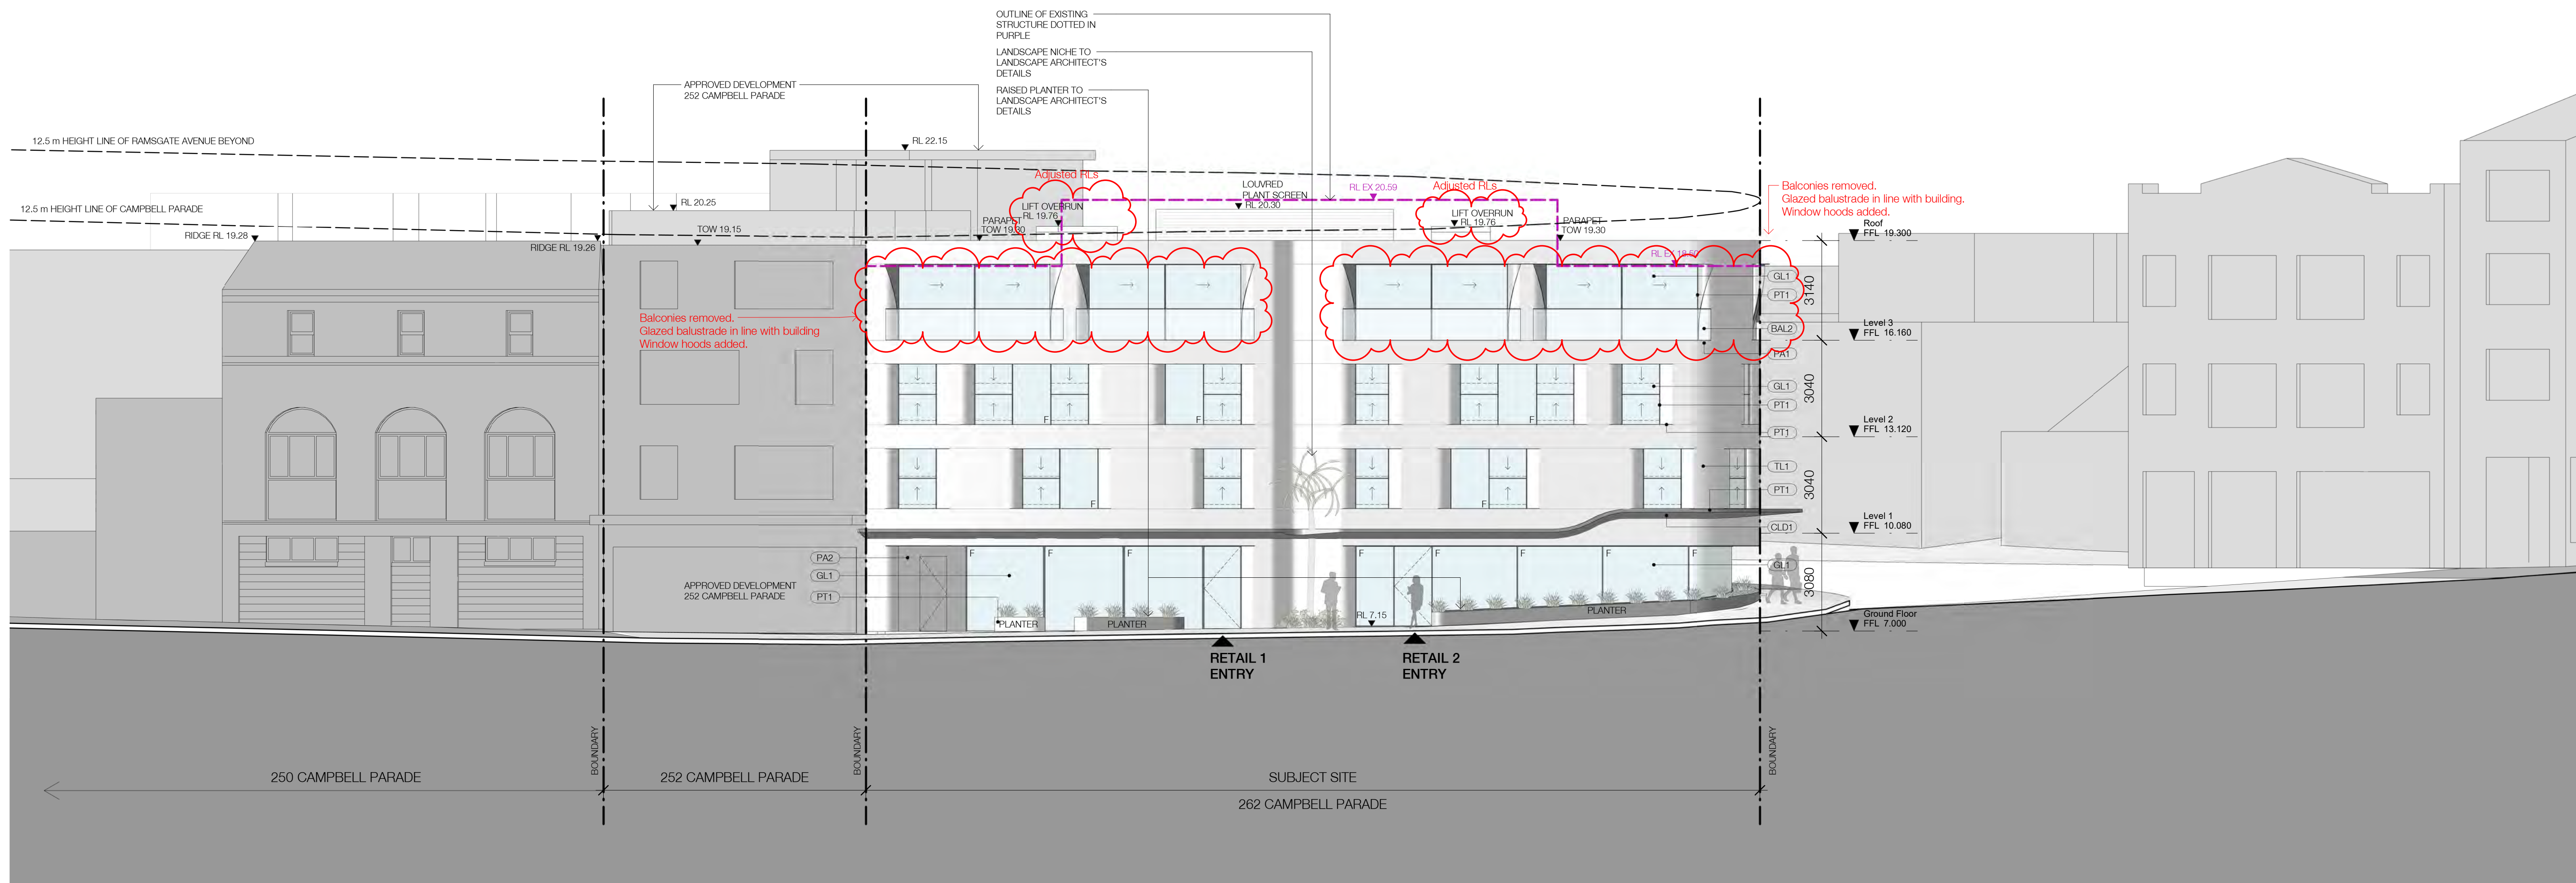 OUTLINE OF EXISTING
STRUCTURE DOTTED IN
PURPLE
LANDSCAPE NICHE TO
LANDSCAPE ARCHITECT'S
DETAILS
RAISED PLANTER TO
LANDSCAPE ARCHITECT'S
DETAILS
APPROVED DEVELOPMENT
252 CAMPBELL PARADE
12.5 m HEIGHT LINE OF RAMSGATE AVENUE BEYOND
12.5 m HEIGHT LINE OF CAMPBELL PARADE
RL 22.15
RL 20.25
TOW 19.15
RIDGE RL 19.28
RIDGE RL 19.26
Adjusted RLs
LIFT OVERRUN
RL 19.76
PARAPET
TOW 19.30
LOUVRED
PLANT SCREEN
RL 20.30
RL EX 20.59
Adjusted RLs
LIFT OVERRUN
RL 19.76
PARAPET
TOW 19.30
Balconies removed.
Glazed balustrade in line with building.
Window hoods added.
Roof
FFL 19.300
GL1
PT1
3140
BAL2
Level 3
FFL 16.160
PA1
Balconies removed.
Glazed balustrade in line with building
Window hoods added.
GL1
PT1
3040
Level 2
FFL 13.120
PT1
F
F
F
TL1
PT1
3040
F
F
CLD1
Level 1
FFL 10.080
PA2
GL1
PT1
APPROVED DEVELOPMENT
252 CAMPBELL PARADE
F
F
F
F
F
F
F
F
GL1
3080
PLANTER
PLANTER
RL 7.15
PLANTER
Ground Floor
FFL 7.000
RETAIL 1
ENTRY
RETAIL 2
ENTRY
BOUNDARY
BOUNDARY
BOUNDARY
250 CAMPBELL PARADE
252 CAMPBELL PARADE
SUBJECT SITE
262 CAMPBELL PARADE